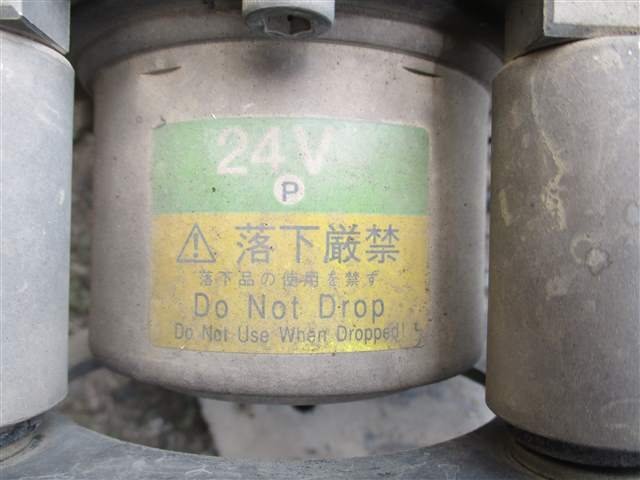 24V
P
落下厳禁
落下品の使用を禁ず
Do Not Drop
Do Not Use When Dropped!